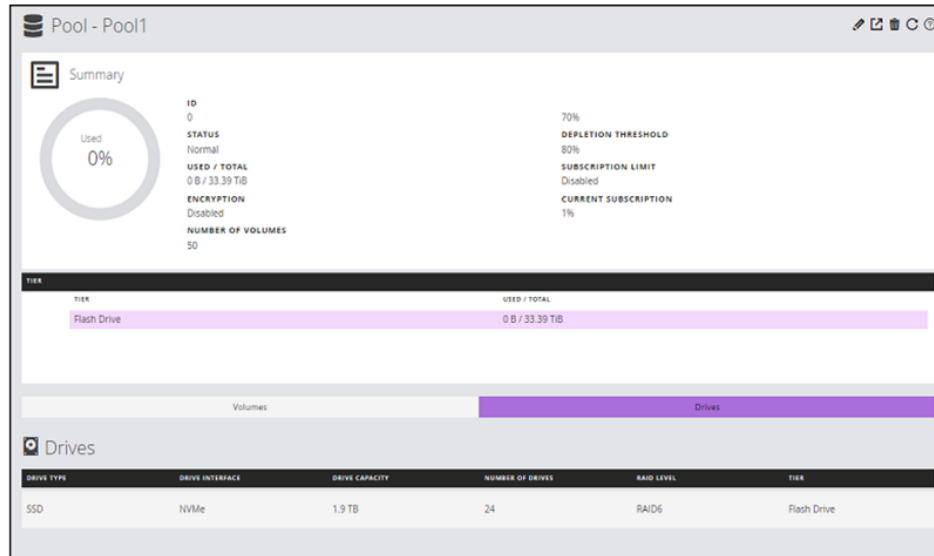 Pool - Pool1
Summary
Used
0%
ID
0
STATUS
Normal
USED / TOTAL
0 B / 33.39 TiB
ENCRYPTION
Disabled
NUMBER OF VOLUMES
50
70%
DEPLETION THRESHOLD
80%
SUBSCRIPTION LIMIT
Disabled
CURRENT SUBSCRIPTION
1%
TIER
TIER USED / TOTAL
Flash Drive 0 B / 33.39 TiB
Volumes Drives
Drives
DRIVE TYPE DRIVE INTERFACE DRIVE CAPACITY NUMBER OF DRIVES RAID LEVEL TIER
SSD NVMe 1.9 TB 24 RAID6 Flash Drive